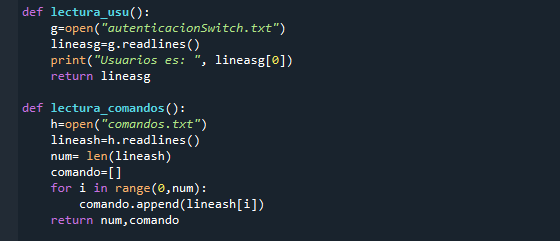 def lectura_usu():
    g=open("autenticacionSwitch.txt")
    lineasg=g.readlines()
    print("Usuarios es: ", lineasg[0])
    return lineasg

def lectura_comandos():
    h=open("comandos.txt")
    lineash=h.readlines()
    num= len(lineash)
    comando=[]
    for i in range(0,num):
        comando.append(lineash[i])
    return num,comando